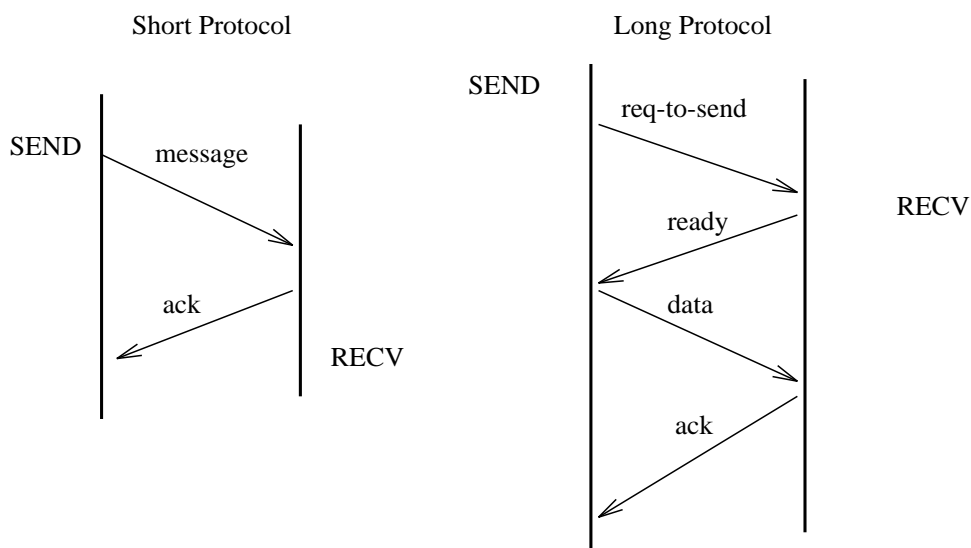 Short Protocol
SEND
message
ack
RECV
Long Protocol
SEND
req-to-send
RECV
ready
data
ack